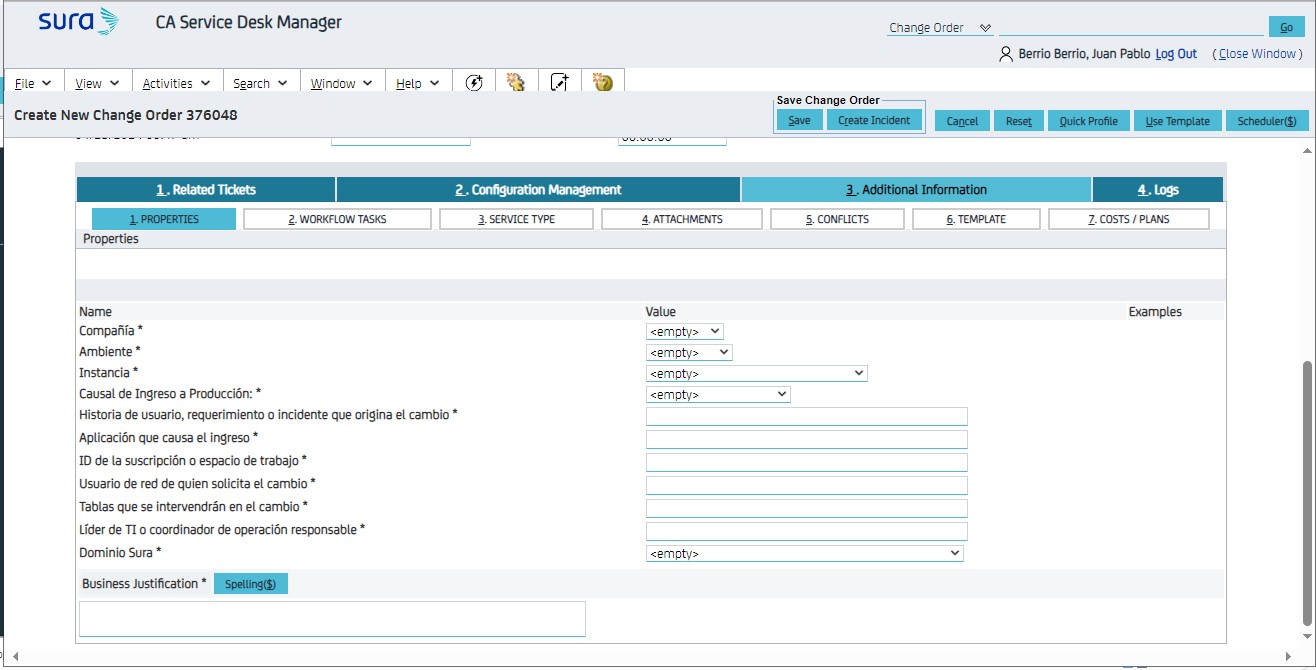 sura CA Service Desk Manager
Change Order Go
Berrio Berrio, Juan Pablo Log Out ( Close Window )
File View Activities Search Window Help
Create New Change Order 376048
Save Change Order
Save Create Incident Cancel Reset Quick Profile Use Template Scheduler($)
00:00:00
1. Related Tickets 2. Configuration Management 3. Additional Information 4. Logs
1. PROPERTIES 2. WORKFLOW TASKS 3. SERVICE TYPE 4. ATTACHMENTS 5. CONFLICTS 6. TEMPLATE 7. COSTS / PLANS
Properties
Name Value Examples
Compañía * <empty>
Ambiente * <empty>
Instancia * <empty>
Causal de Ingreso a Producción: * <empty>
Historia de usuario, requerimiento o incidente que origina el cambio *
Aplicación que causa el ingreso *
ID de la suscripción o espacio de trabajo *
Usuario de red de quien solicita el cambio *
Tablas que se intervendrán en el cambio *
Líder de TI o coordinador de operación responsable *
Dominio Sura * <empty>
Business Justification * Spelling($)